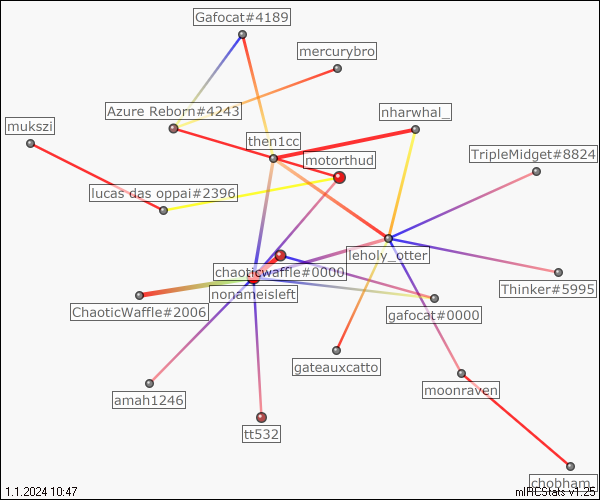 Gafocat#4189
mercurybro
Azure Reborn#4243
nharwhal_
mukszi
then1cc
motorthud
TripleMidget#8824
lucas das oppai#2396
leholy_otter
chaoticwaffle#0000
Thinker#5995
nonameisleft
ChaoticWaffle#2006
gafocat#0000
gateauxcatto
moonraven
amah1246
tt532
chobham_
1.1.2024 10:47
mIRCStats v1.25